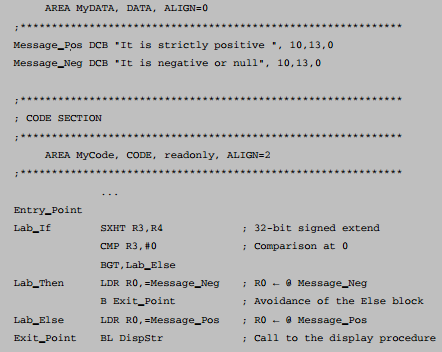 AREA MyDATA, DATA, ALIGN=0
;************************************************************
Message_Pos DCB "It is strictly positive ", 10,13,0
Message_Neg DCB "It is negative or null", 10,13,0
;************************************************************
; CODE SECTION
;************************************************************
AREA MyCode, CODE, readonly, ALIGN=2
;************************************************************
...
Entry_Point
Lab_If SXHT R3,R4 ; 32-bit signed extend
CMP R3,#0 ; Comparison at 0
BGT,Lab_Else
Lab_Then LDR R0,=Message_Neg ; R0 ← @ Message_Neg
B Exit_Point ; Avoidance of the Else block
Lab_Else LDR R0,=Message_Pos ; R0 ← @ Message_Pos
Exit_Point BL DispStr ; Call to the display procedure